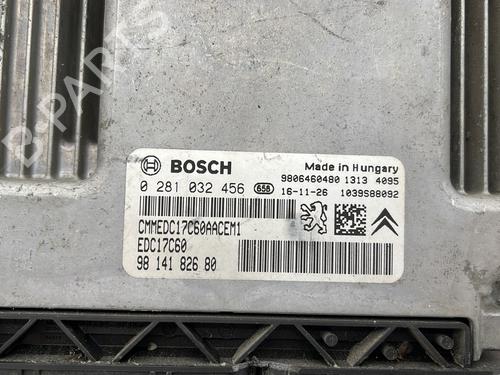 B-PARTS
BOSCH
Made in Hungary
9806460480 1313 4095
0 281 032 456 658
16-11-26 1039S88092
CMMEDC17C60AACEM1
EDC17C60
98 141 826 80